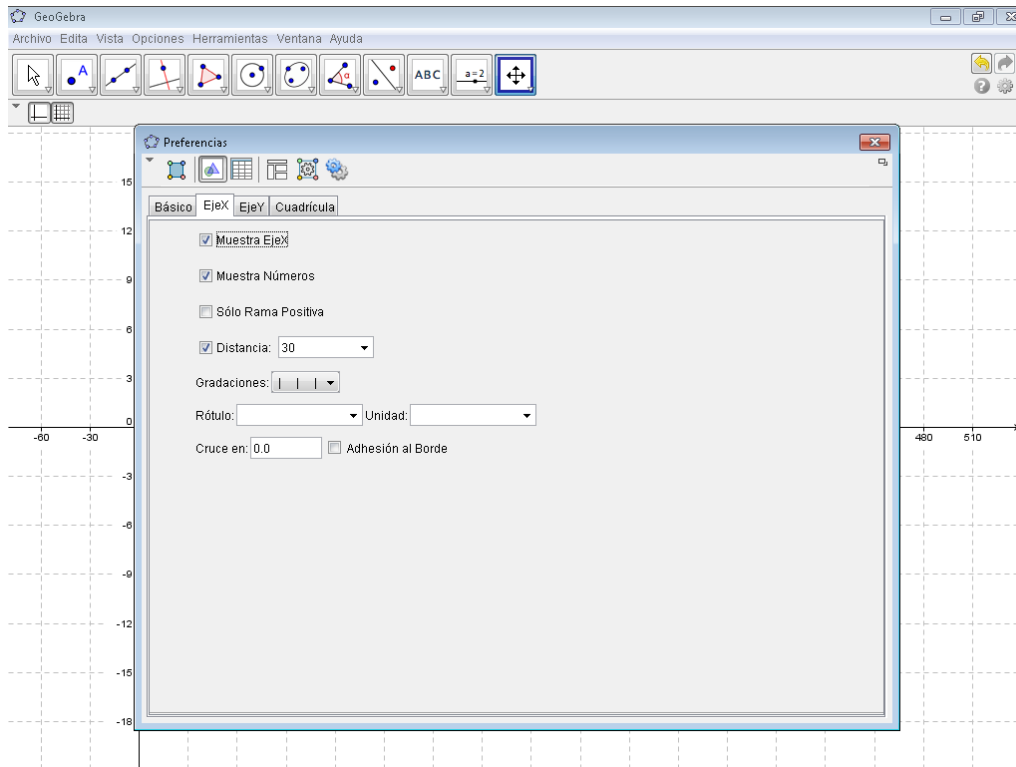 GeoGebra
Archivo Edita Vista Opciones Herramientas Ventana Ayuda
A
α
ABC
a=2
Preferencias
Básico EjeX EjeY Cuadrícula
Muestra EjeX
Muestra Números
Sólo Rama Positiva
Distancia: 30
Gradaciones:
Rótulo: Unidad:
Cruce en: 0.0 Adhesión al Borde
15
12
9
6
3
0
-60 -30 480 510
-3
-6
-9
-12
-15
-18